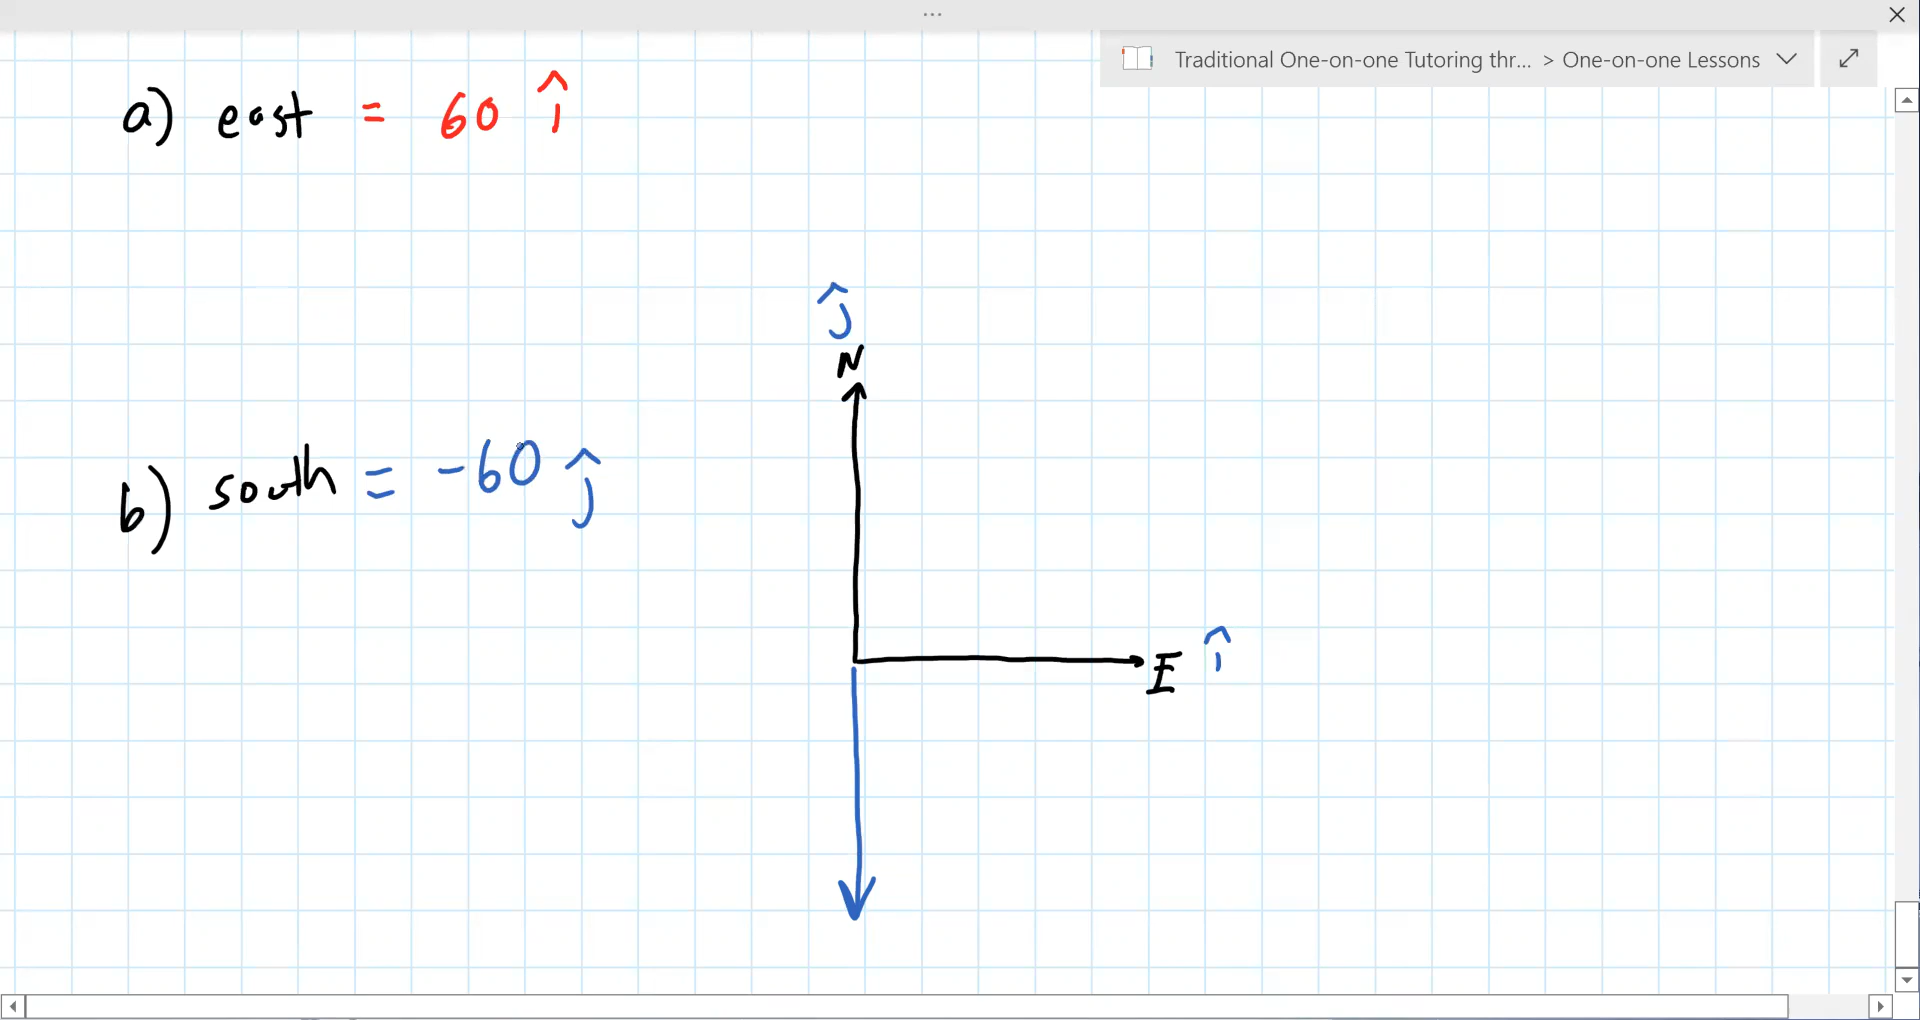 ...
Traditional One-on-one Tutoring thr... > One-on-one Lessons
a) east = 60 î
ĵ
N
b) south = -60 ĵ
E î